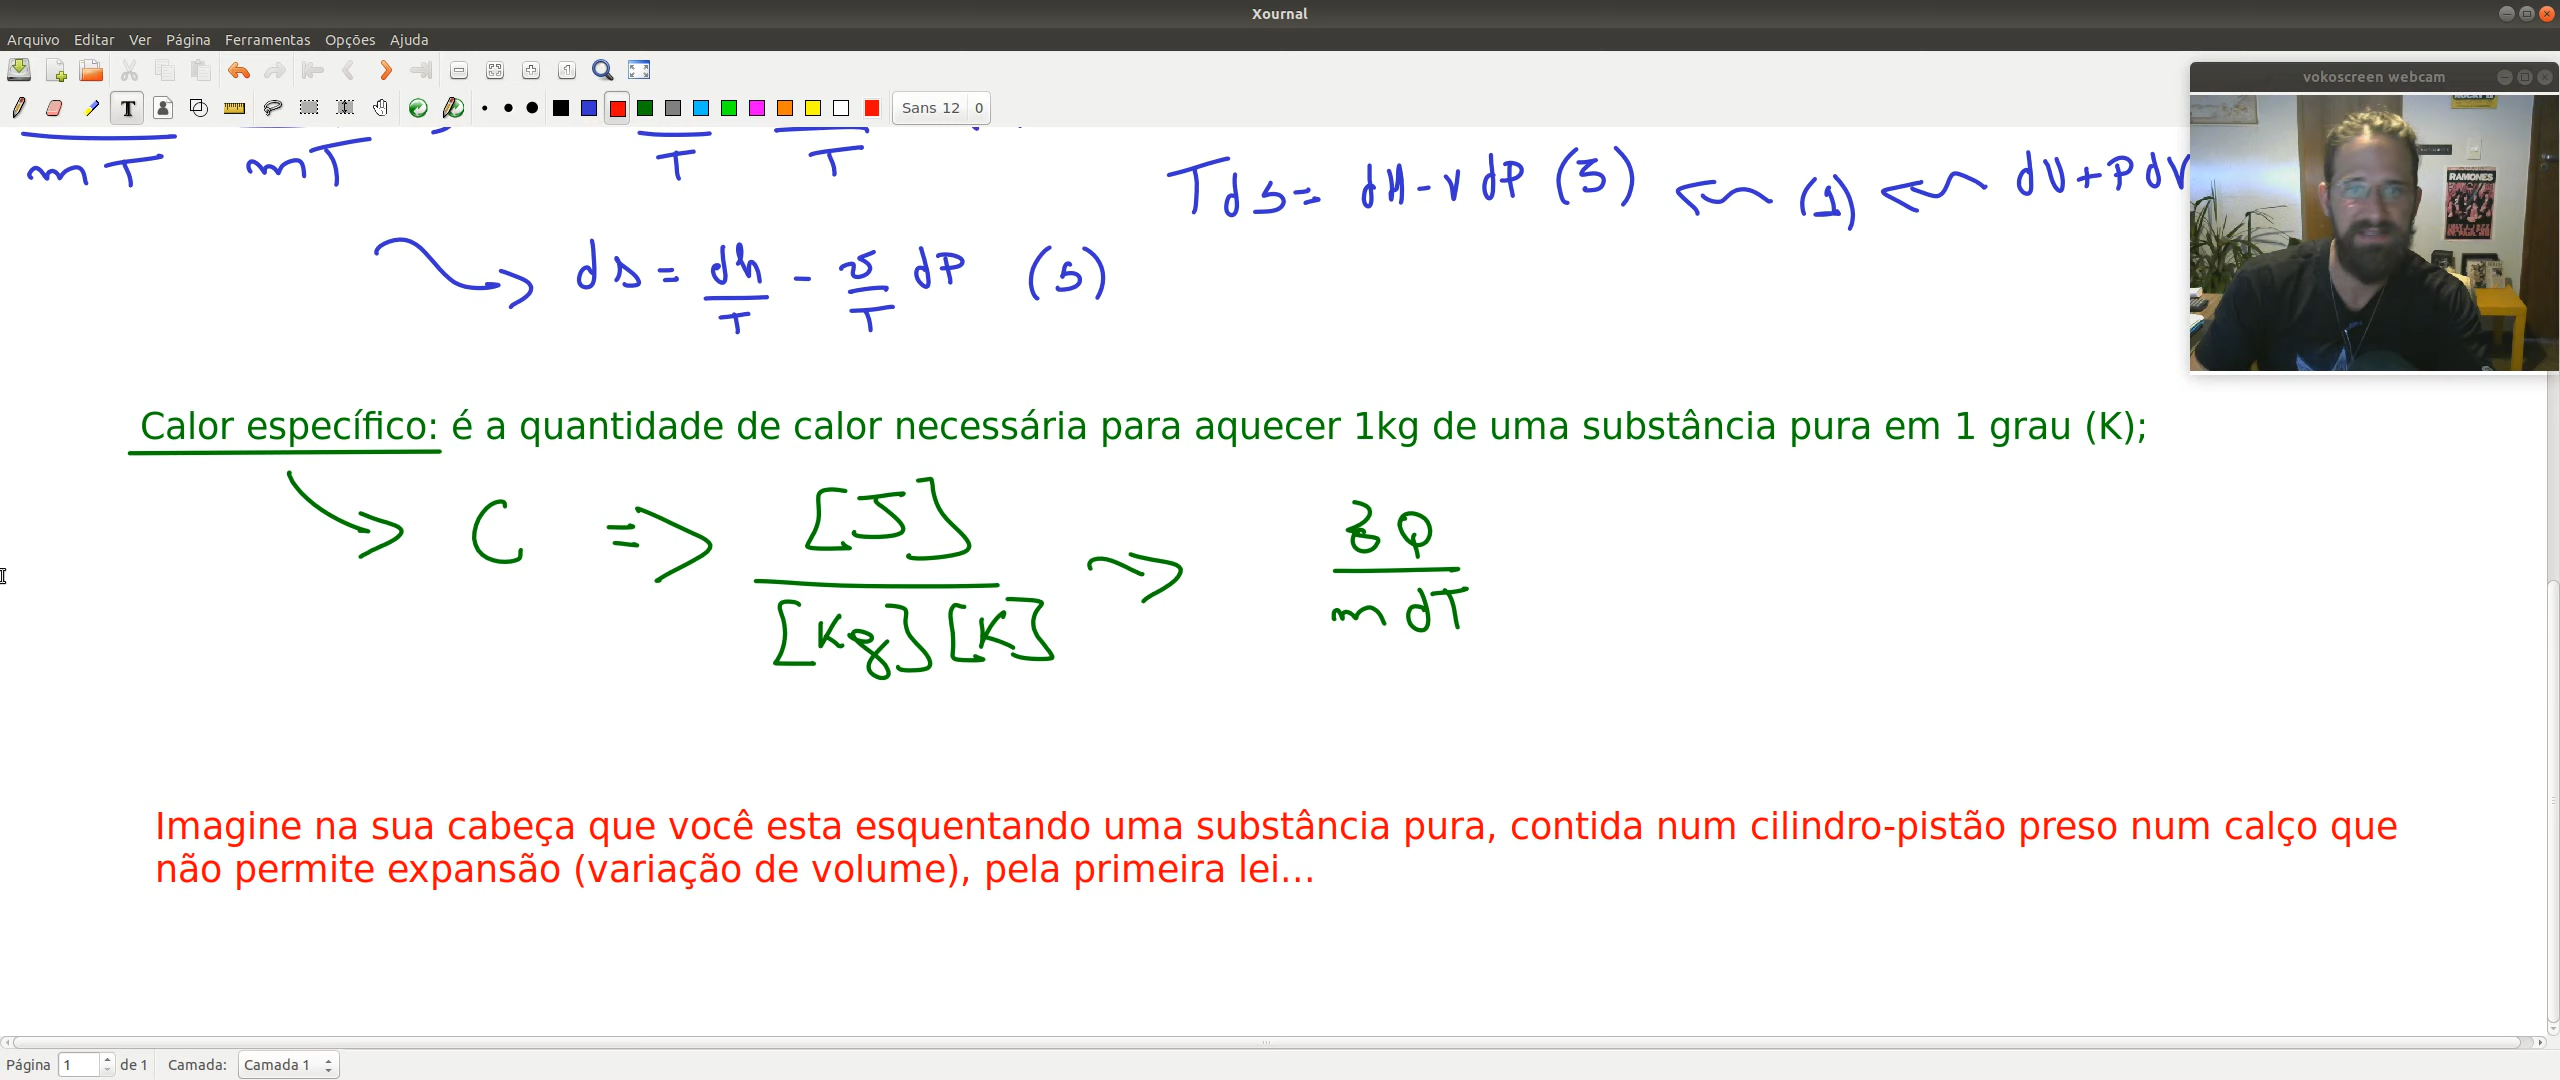 Xournal
Arquivo Editar Ver Página Ferramentas Opções Ajuda
vokoscreen webcam
T Sans 12 0
RAMONES
mT mT T T
Tds = dH - v dP (3) (1) dU + P dV
ds = dh/T - v/T dP (5)
Calor específico: é a quantidade de calor necessária para aquecer 1kg de uma substância pura em 1 grau (K);
C => [J]/[Kg][K] δQ/m dT
Imagine na sua cabeça que você esta esquentando uma substância pura, contida num cilindro-pistão preso num calço que
não permite expansão (variação de volume), pela primeira lei...
Página 1 de 1 Camada: Camada 1